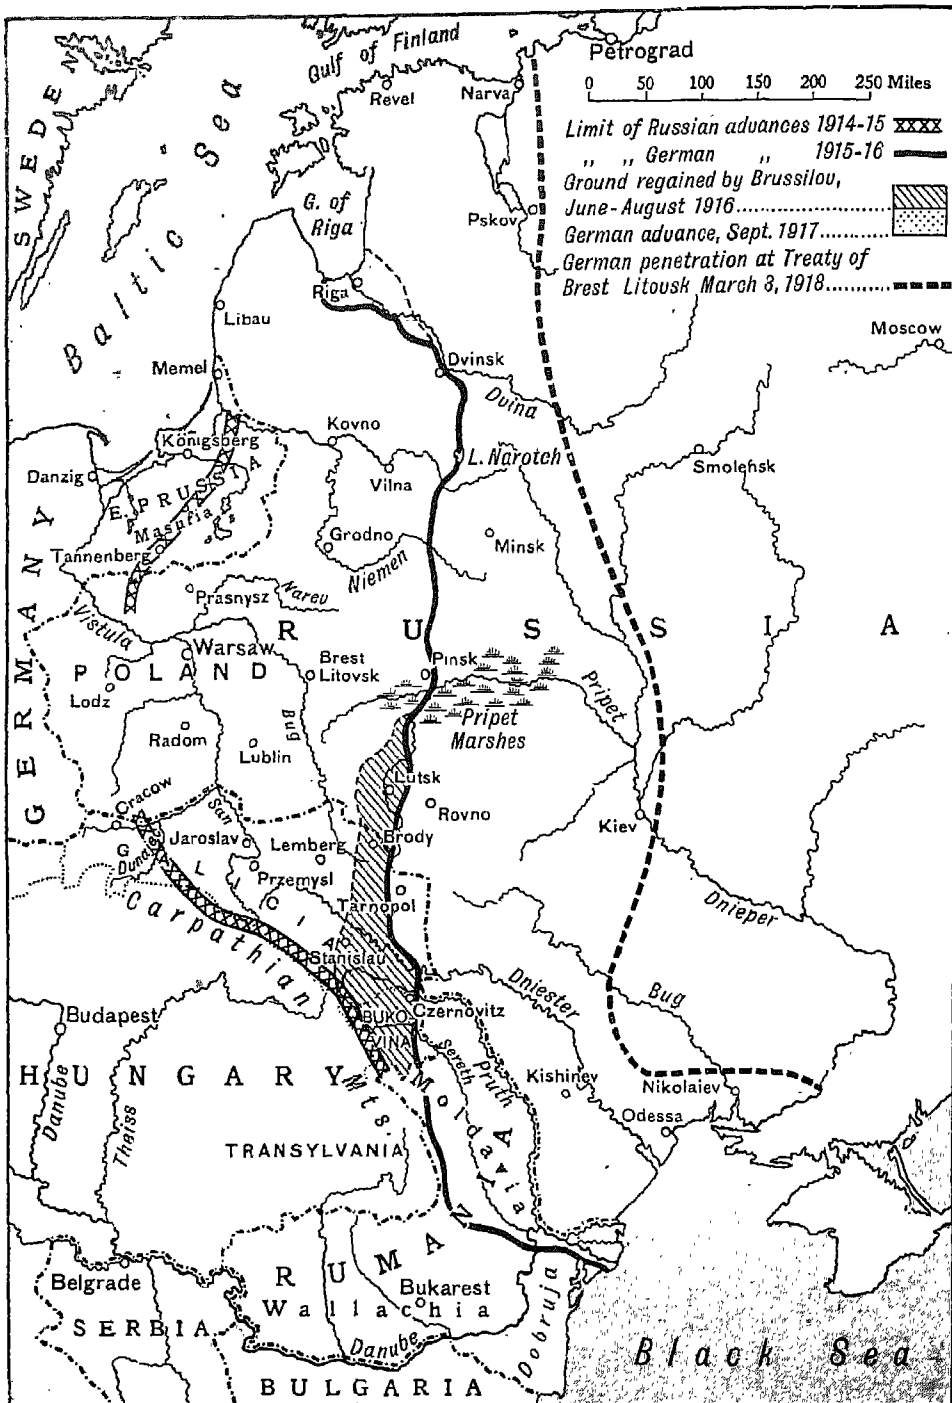 Petrograd
0 50 100 150 200 250 Miles
Limit of Russian advances 1914-15
„ „ German „ 1915-16
Ground regained by Brussilov,
June-August 1916
German advance, Sept. 1917
German penetration at Treaty of
Brest Litovsk March 3, 1918
Gulf of Finland
Revel
Narva
SWEDEN
Baltic Sea
G. of
Riga
Pskov
Riga
Libau
Moscow
Memel
Dvinsk
Dvina
Kovno
Königsberg
L. Narotch
Smolensk
Danzig
Vilna
E. PRUSSIA
Masuria
Grodno
Minsk
Tannenberg
Niemen
Prasnysz
Narev
GERMANY
Vistula
RUSSIA
Warsaw
POLAND
Brest
Litovsk
Pinsk
Lodz
Bug
Pripet
Pripet
Marshes
Radom
Lublin
Lutsk
Cracow
San
Rovno
Kiev
Jaroslav
Lemberg
Brody
Dunajec
GALICIA
Przemysl
Tarnopol
Dnieper
Carpathian Mts.
Stanislau
Dniester
Bug
Budapest
BUKO
VINA
Czernovitz
Sereth
Pruth
Kishinev
Nikolaiev
HUNGARY
Danube
Theiss
Moldavia
Odessa
TRANSYLVANIA
Belgrade
RUMANIA
Bukarest
Wallachia
SERBIA
Danube
Dobruja
Black Sea
BULGARIA